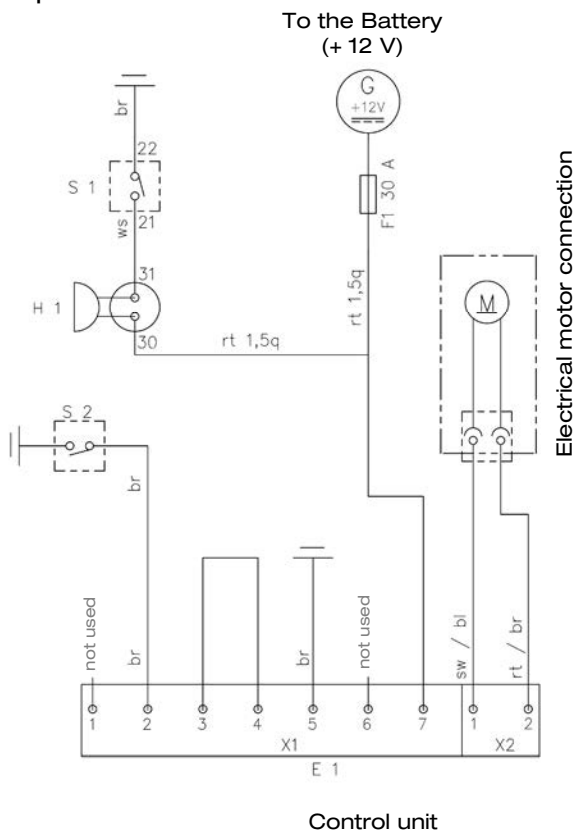 To the Battery
(+ 12 V)
G
+12V
br
22
S 1
F1 30 A
21
ws
31
H 1
30
rt 1,5q
rt 1,5q
M
Electrical motor connection
S 2
br
not used
br
br
not used
sw / bl
rt / br
1
2
3
4
5
6
7
1
2
X1
X2
E 1
Control unit